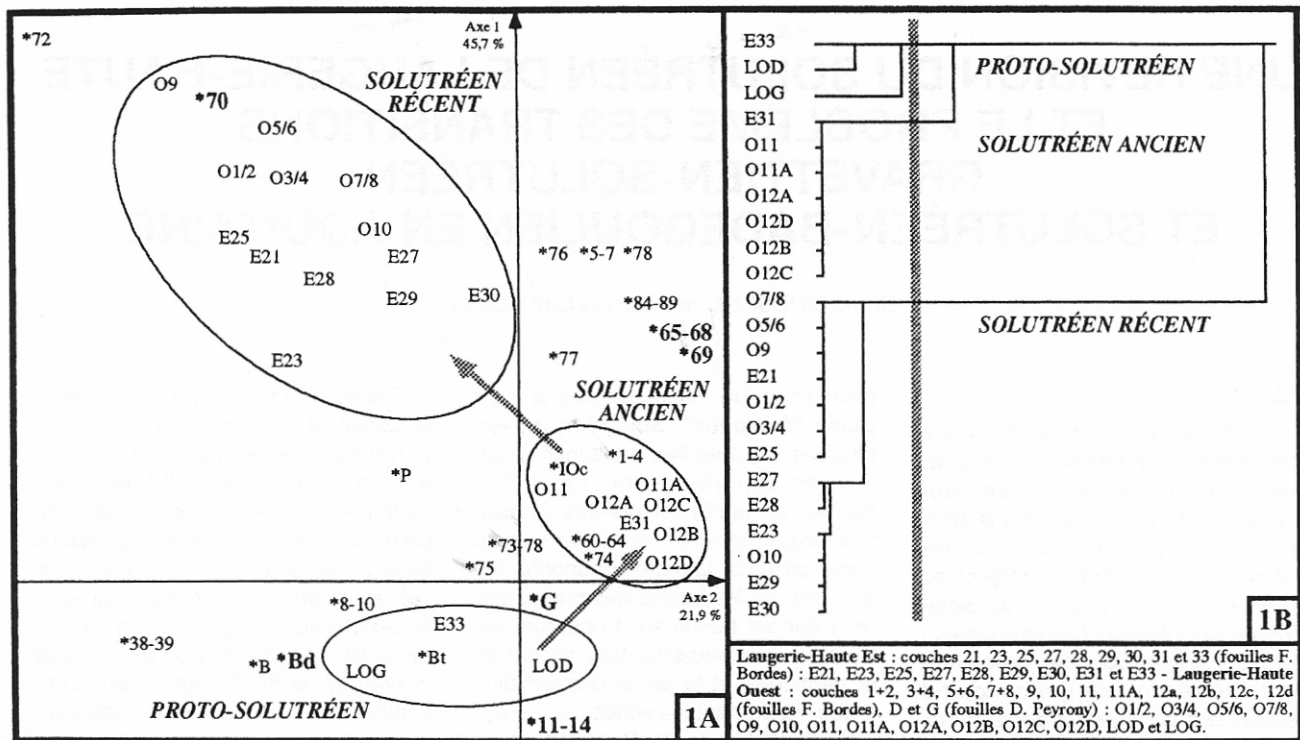 Axe 1
45,7 %
*72
SOLUTRÉEN
RÉCENT
O9
*70
O5/6
O1/2
O3/4
O7/8
E25
O10
E21
E27
E28
E29
E30
E23
*76
*5-7
*78
*84-89
*65-68
*77
*69
SOLUTRÉEN
ANCIEN
*P
*IOc
*1-4
O11
O11A
O12A
O12C
E31
O12B
*73-78
*60-64
*74
*75
O12D
Axe 2
21,9 %
*8-10
*G
E33
*38-39
*B
*Bd
*Bt
LOG
LOD
PROTO-SOLUTRÉEN
*11-14
1A
E33
LOD
LOG
E31
O11
O11A
O12A
O12D
O12B
O12C
O7/8
O5/6
O9
E21
O1/2
O3/4
E25
E27
E28
E23
O10
E29
E30
PROTO-SOLUTRÉEN
SOLUTRÉEN ANCIEN
SOLUTRÉEN RÉCENT
1B
Laugerie-Haute Est : couches 21, 23, 25, 27, 28, 29, 30, 31 et 33 (fouilles F.
Bordes) : E21, E23, E25, E27, E28, E29, E30, E31 et E33 - Laugerie-Haute
Ouest : couches 1+2, 3+4, 5+6, 7+8, 9, 10, 11, 11A, 12a, 12b, 12c, 12d
(fouilles F. Bordes), D et G (fouilles D. Peyrony) : O1/2, O3/4, O5/6, O7/8,
O9, O10, O11, O11A, O12A, O12B, O12C, O12D, LOD et LOG.